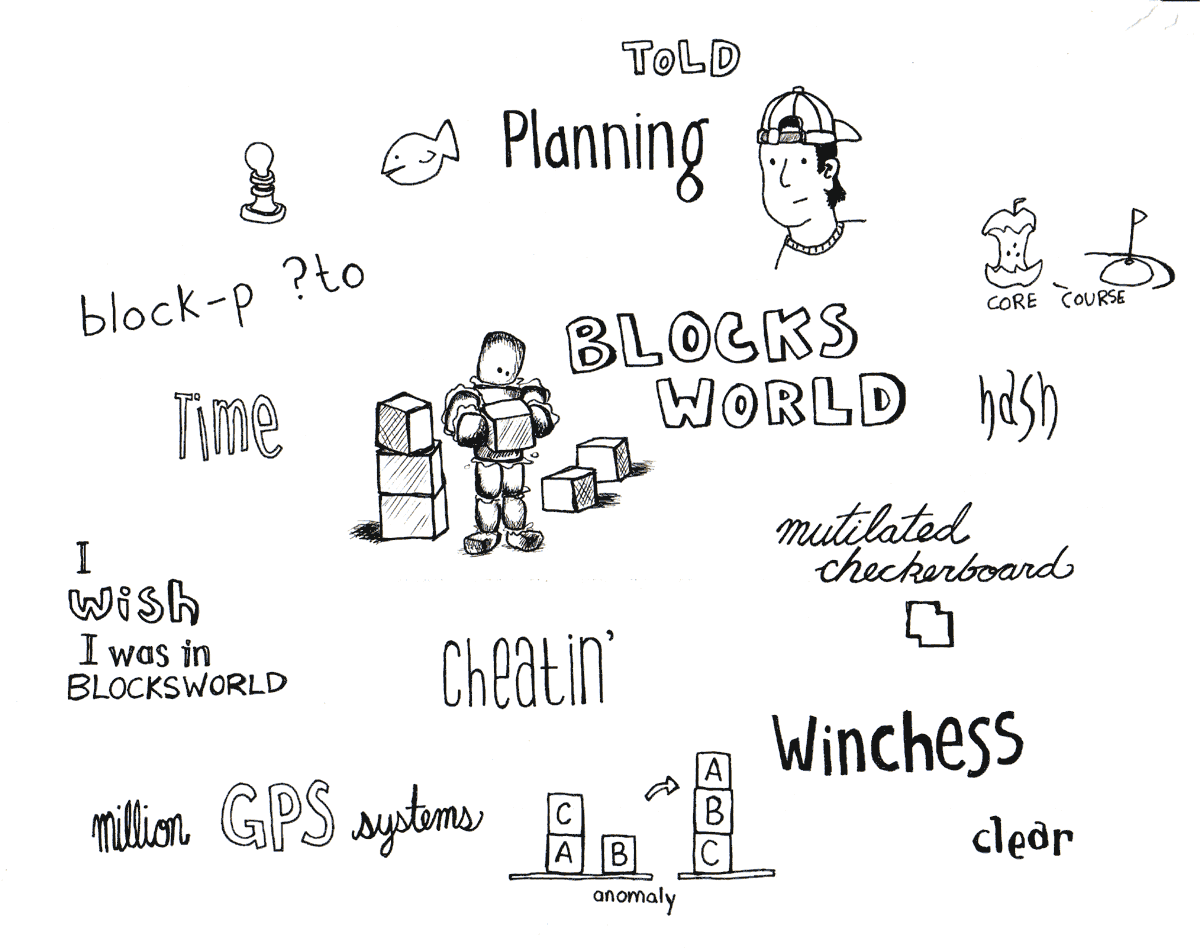 TOLD
Planning
block-p ?to
CORE COURSE
BLOCKS
WORLD
Time
hash
mutilated
checkerboard
I
wish
I was in
BLOCKSWORLD
Cheatin'
Winchess
million GPS systems
A
C B
A B C
anomaly
clear